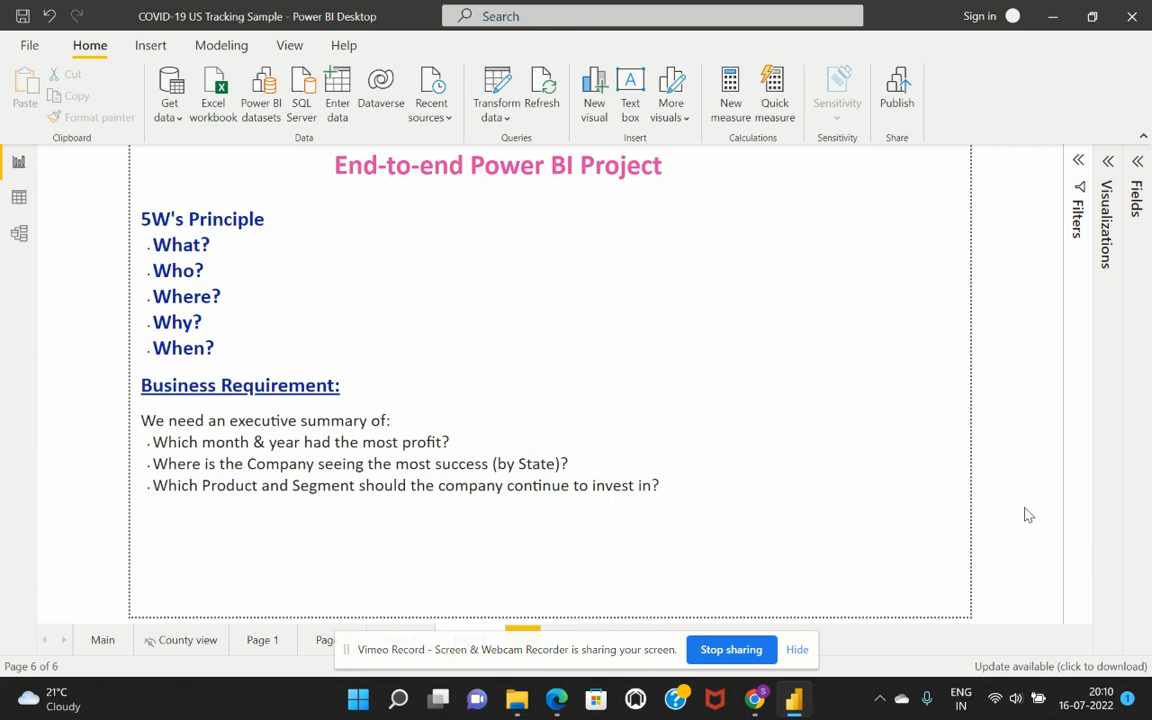 COVID-19 US Tracking Sample - Power BI Desktop
Search
Sign in
File Home Insert Modeling View Help
Paste
Cut
Copy
Format painter
Clipboard
Get data
Excel workbook
Power BI datasets
SQL Server
Enter data
Dataverse
Recent sources
Data
Transform data
Refresh
Queries
New visual
Text box
More visuals
Insert
New measure
Quick measure
Calculations
Sensitivity
Sensitivity
Publish
Share
End-to-end Power BI Project
5W's Principle
. What?
. Who?
. Where?
. Why?
. When?
Business Requirement:
We need an executive summary of:
. Which month & year had the most profit?
. Where is the Company seeing the most success (by State)?
. Which Product and Segment should the company continue to invest in?
Filters
Visualizations
Fields
Main
County view
Page 1
Vimeo Record - Screen & Webcam Recorder is sharing your screen.
Stop sharing
Hide
Page 6 of 6
Update available (click to download)
21°C
Cloudy
ENG
IN
20:10
16-07-2022
1